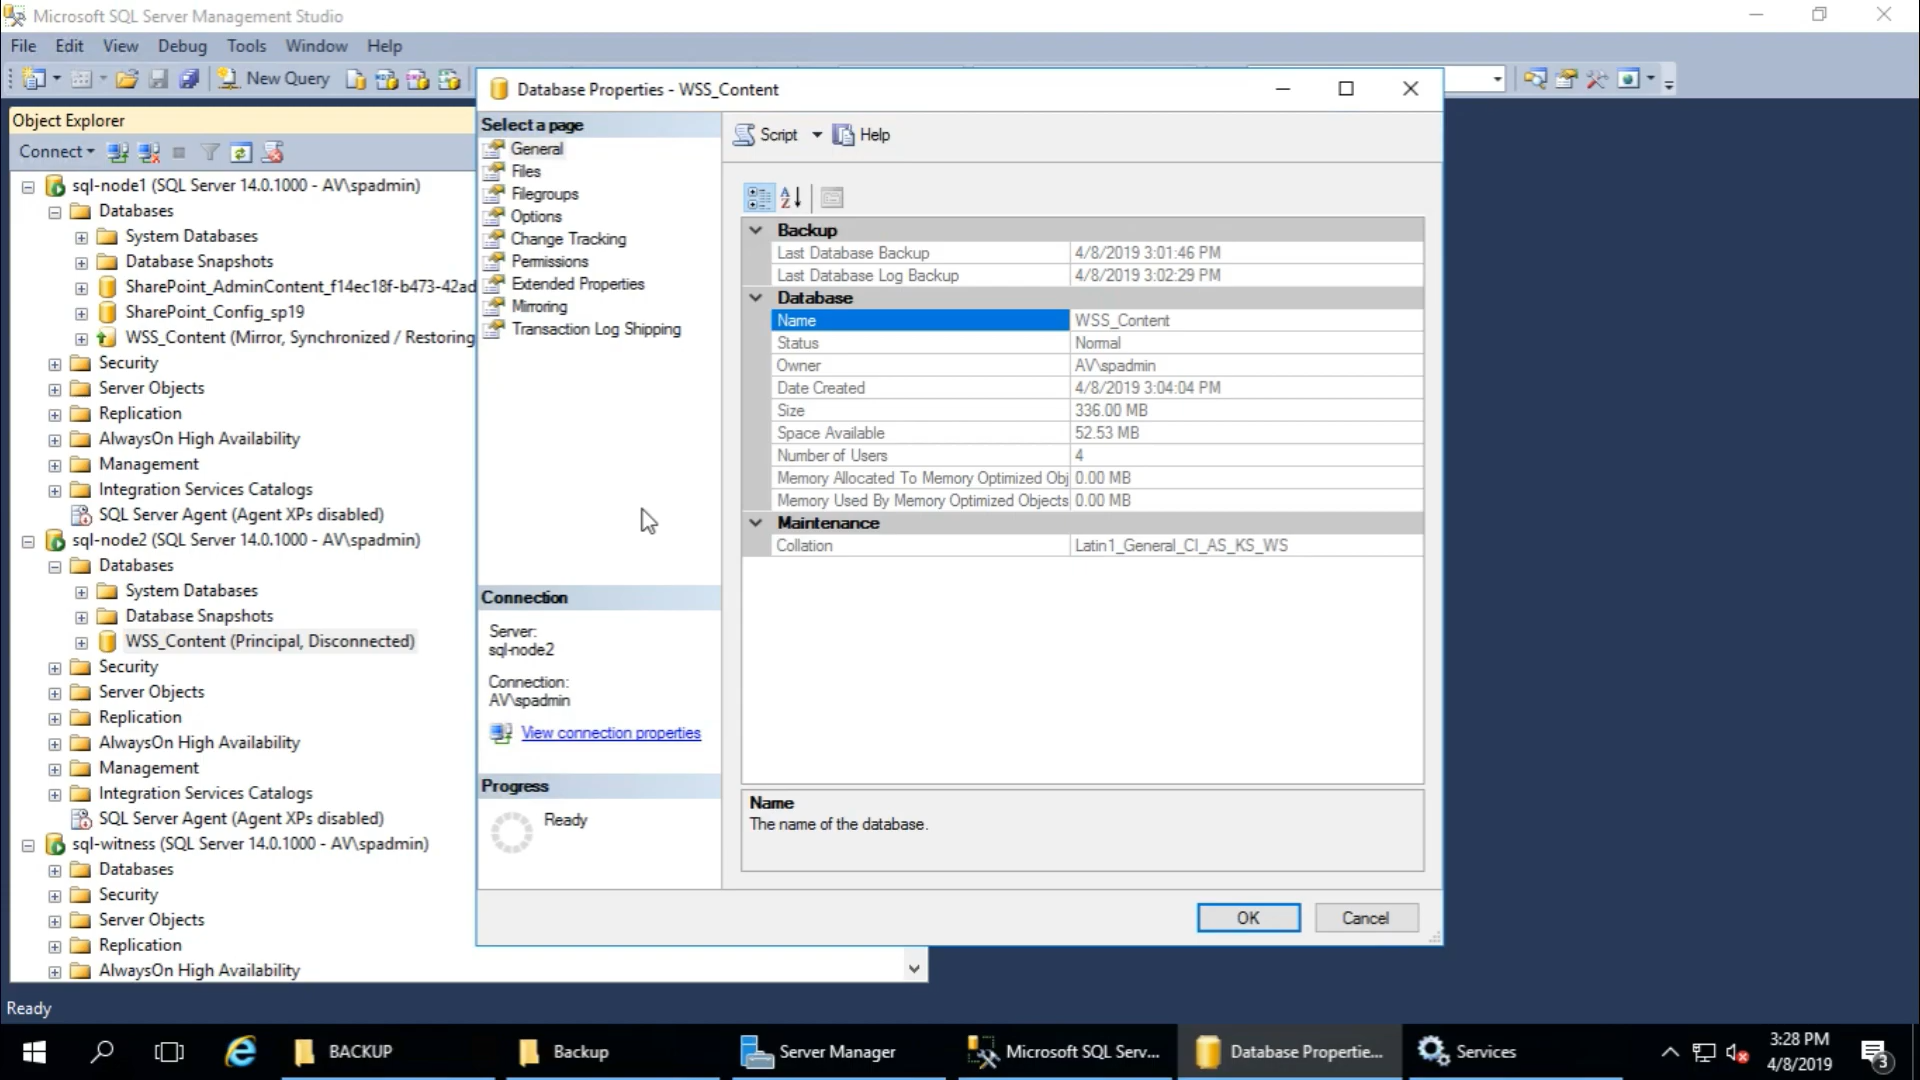 Microsoft SQL Server Management Studio
File Edit View Debug Tools Window Help
New Query
Object Explorer
Connect
sql-node1 (SQL Server 14.0.1000 - AV\spadmin)
Databases
System Databases
Database Snapshots
SharePoint_AdminContent_f14ec18f-b473-42ad
SharePoint_Config_sp19
WSS_Content (Mirror, Synchronized / Restoring
Security
Server Objects
Replication
AlwaysOn High Availability
Management
Integration Services Catalogs
SQL Server Agent (Agent XPs disabled)
sql-node2 (SQL Server 14.0.1000 - AV\spadmin)
Databases
System Databases
Database Snapshots
WSS_Content (Principal, Disconnected)
Security
Server Objects
Replication
AlwaysOn High Availability
Management
Integration Services Catalogs
SQL Server Agent (Agent XPs disabled)
sql-witness (SQL Server 14.0.1000 - AV\spadmin)
Databases
Security
Server Objects
Replication
AlwaysOn High Availability
Database Properties - WSS_Content
Select a page
General
Files
Filegroups
Options
Change Tracking
Permissions
Extended Properties
Mirroring
Transaction Log Shipping
Connection
Server:
sql-node2
Connection:
AV\spadmin
View connection properties
Progress
Ready
Script Help
Backup
Last Database Backup 4/8/2019 3:01:46 PM
Last Database Log Backup 4/8/2019 3:02:29 PM
Database
Name WSS_Content
Status Normal
Owner AV\spadmin
Date Created 4/8/2019 3:04:04 PM
Size 336.00 MB
Space Available 52.53 MB
Number of Users 4
Memory Allocated To Memory Optimized Obj 0.00 MB
Memory Used By Memory Optimized Objects 0.00 MB
Maintenance
Collation Latin1_General_CI_AS_KS_WS
Name
The name of the database.
OK Cancel
Ready
BACKUP Backup Server Manager Microsoft SQL Serv... Database Propertie... Services
3:28 PM
4/8/2019
3